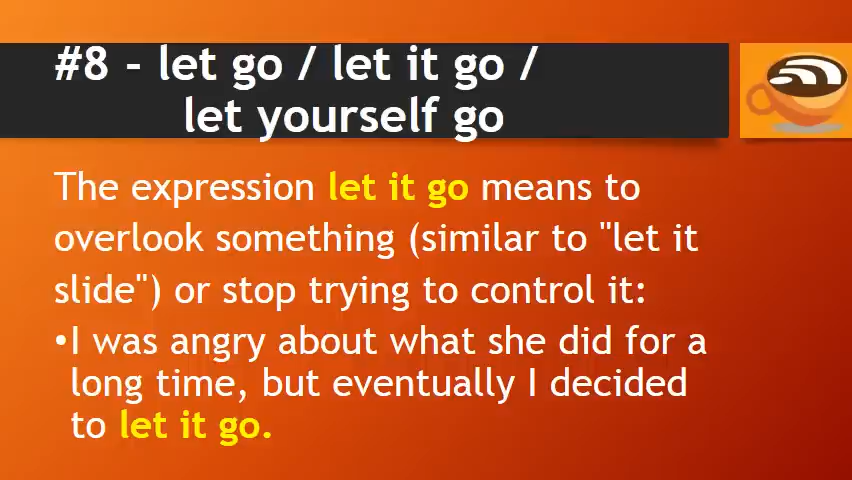 #8 - let go / let it go /
let yourself go
The expression let it go means to
overlook something (similar to "let it
slide") or stop trying to control it:
•I was angry about what she did for a
long time, but eventually I decided
to let it go.